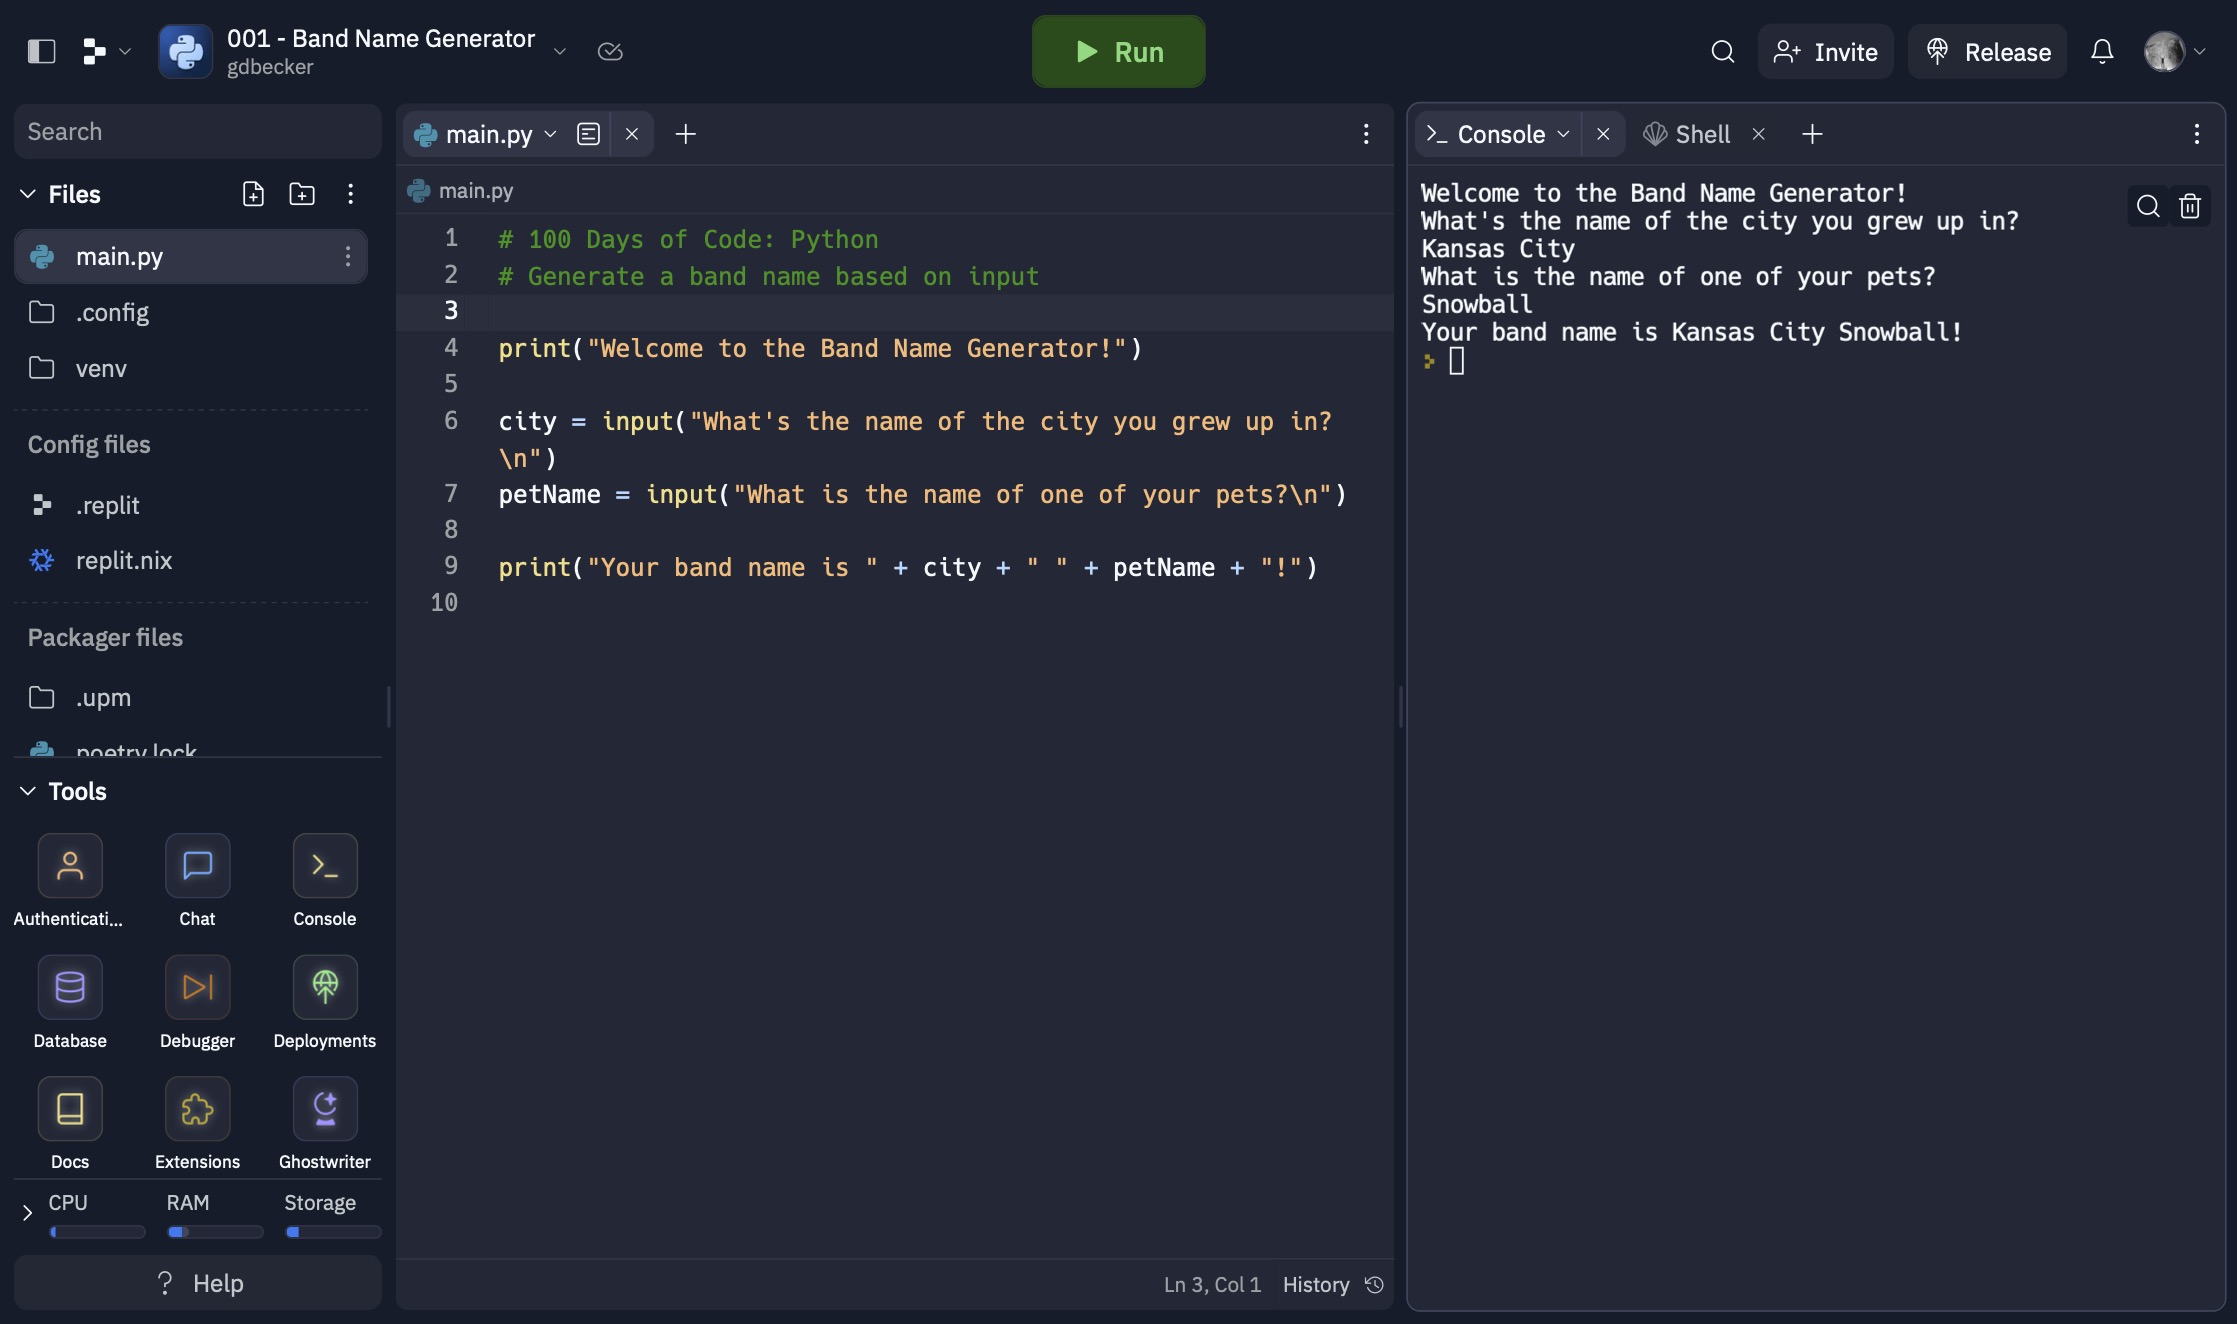 001 - Band Name Generator
gdbecker
Run
Invite
Release
Search
Files
main.py
.config
venv
Config files
.replit
replit.nix
Packager files
.upm
poetry.lock
Tools
Authenticati...
Chat
Console
Database
Debugger
Deployments
Docs
Extensions
Ghostwriter
CPU
RAM
Storage
? Help
main.py
main.py
1 # 100 Days of Code: Python
2 # Generate a band name based on input
3
4 print("Welcome to the Band Name Generator!")
5
6 city = input("What's the name of the city you grew up in?
\n")
7 petName = input("What is the name of one of your pets?\n")
8
9 print("Your band name is " + city + " " + petName + "!")
10
Ln 3, Col 1
History
Console
Shell
Welcome to the Band Name Generator!
What's the name of the city you grew up in?
Kansas City
What is the name of one of your pets?
Snowball
Your band name is Kansas City Snowball!